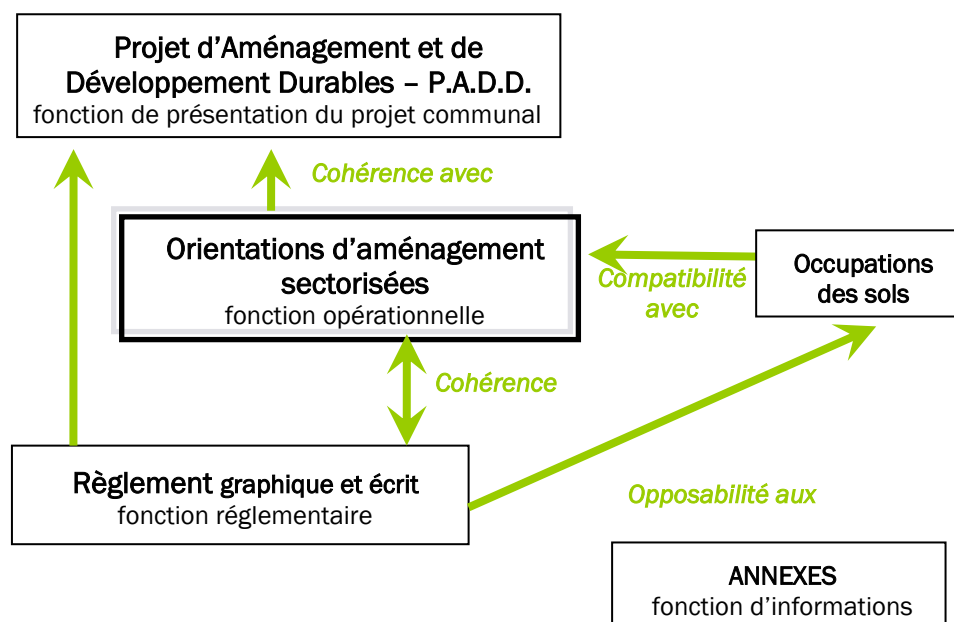 Projet d’Aménagement et de
Développement Durables – P.A.D.D.
fonction de présentation du projet communal
Cohérence avec
Orientations d’aménagement
sectorisées
fonction opérationnelle
Compatibilité
avec
Occupations
des sols
Cohérence
Règlement graphique et écrit
fonction réglementaire
Opposabilité aux
ANNEXES
fonction d’informations